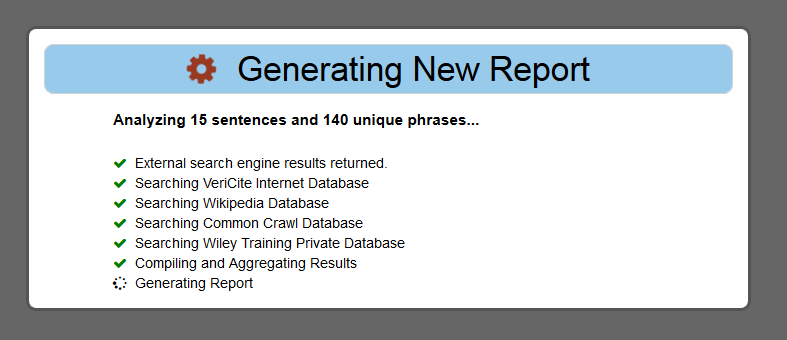 Generating New Report
Analyzing 15 sentences and 140 unique phrases...
External search engine results returned.
Searching VeriCite Internet Database
Searching Wikipedia Database
Searching Common Crawl Database
Searching Wiley Training Private Database
Compiling and Aggregating Results
Generating Report